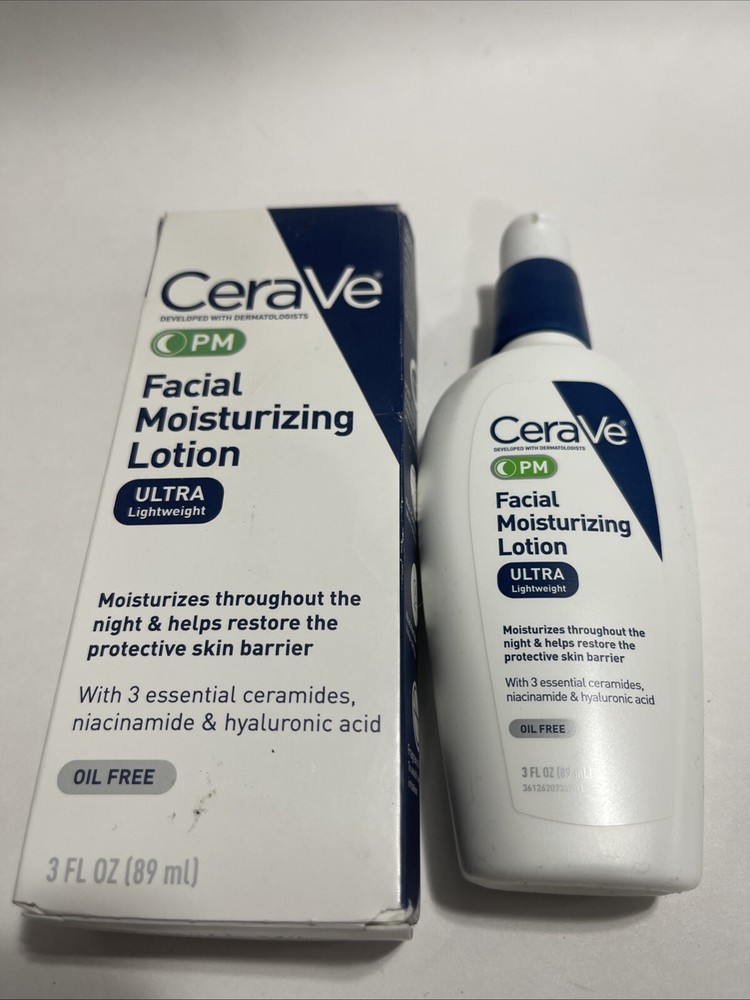 CeraVe®
DEVELOPED WITH DERMATOLOGISTS
PM
Facial
Moisturizing
Lotion
ULTRA
Lightweight
Moisturizes throughout the
night & helps restore the
protective skin barrier
With 3 essential ceramides,
niacinamide & hyaluronic acid
OIL FREE
3 FL OZ (89 ml)
CeraVe®
DEVELOPED WITH DERMATOLOGISTS
PM
Facial
Moisturizing
Lotion
ULTRA
Lightweight
Moisturizes throughout the
night & helps restore the
protective skin barrier
With 3 essential ceramides,
niacinamide & hyaluronic acid
OIL FREE
3 FL OZ (89 ml)